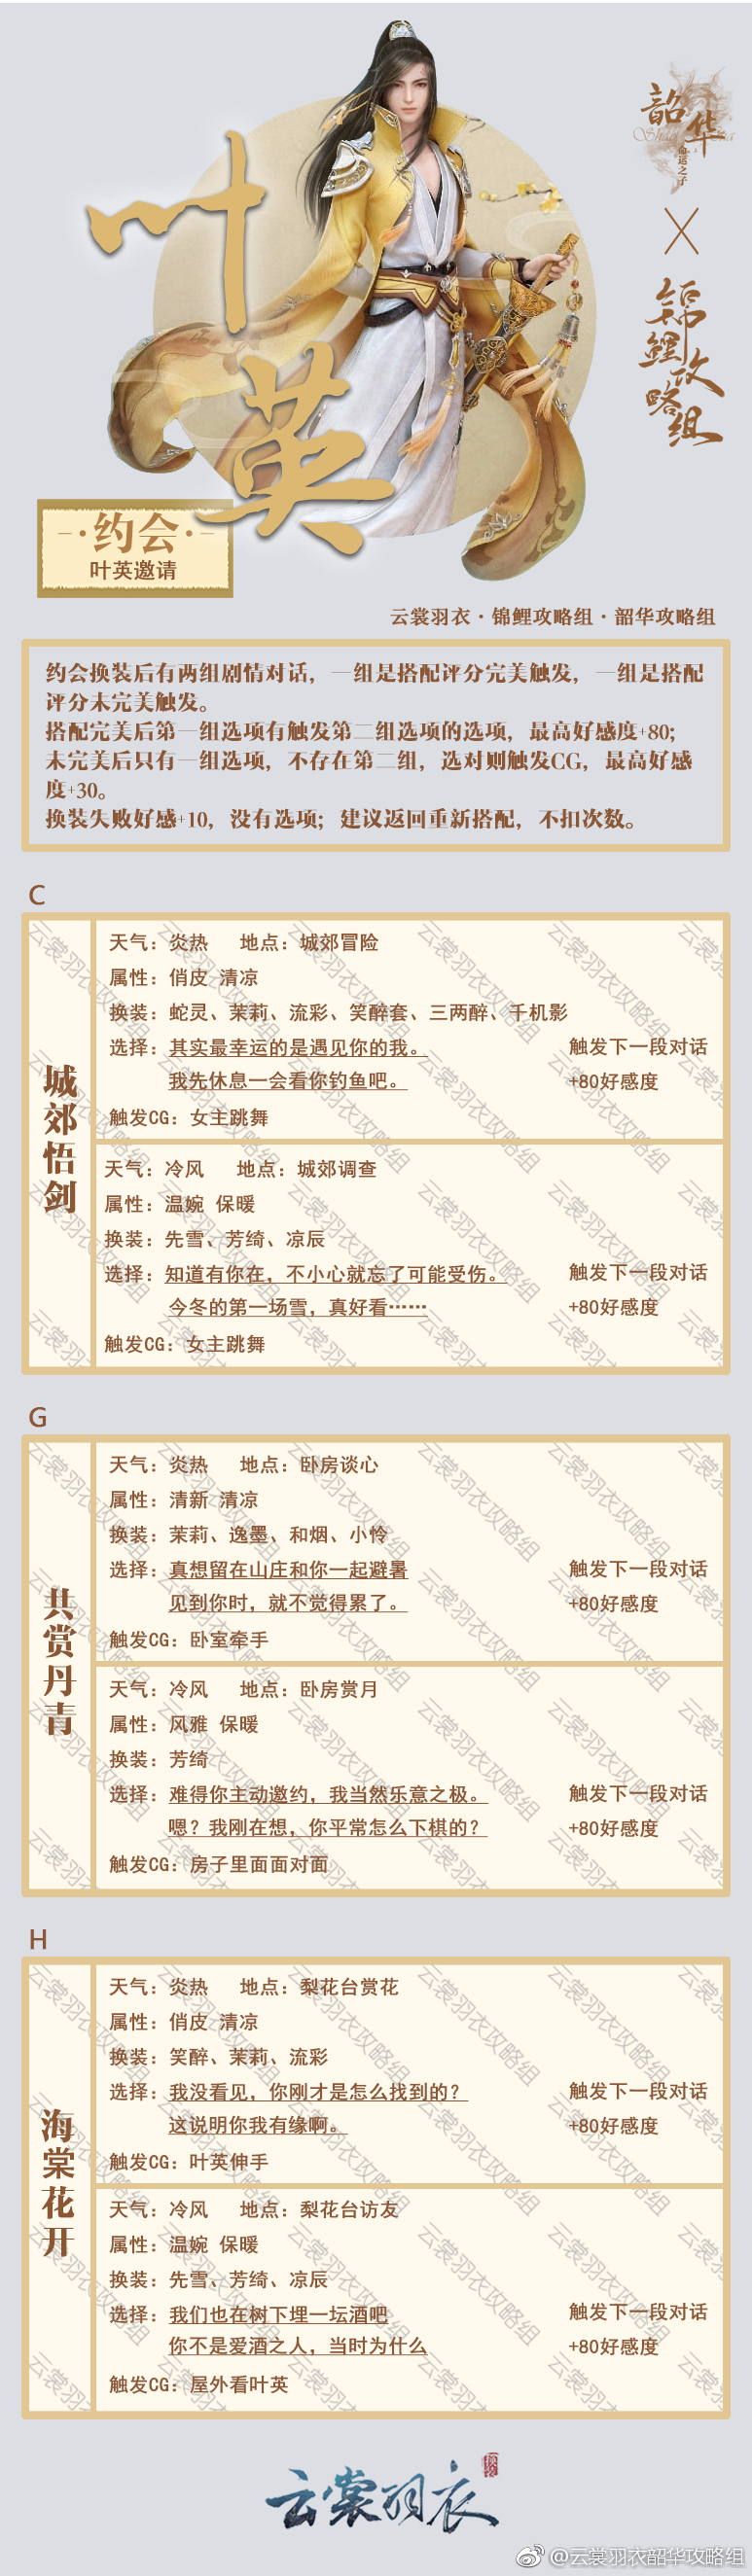 韶华
命运之子
X
锦鲤攻略组
叶英
·约会·
叶英邀请
云裳羽衣·锦鲤攻略组·韶华攻略组
约会换装后有两组剧情对话，一组是搭配评分完美触发，一组是搭配
评分未完美触发。
搭配完美后第一组选项有触发第二组选项的选项，最高好感度+80；
未完美后只有一组选项，不存在第二组，选对则触发CG，最高好感
度+30。
换装失败好感+10，没有选项；建议返回重新搭配，不扣次数。
C
城郊悟剑
天气：炎热 地点：城郊冒险
属性：俏皮 清凉
换装：蛇灵、茉莉、流彩、笑醉套、三两醉、千机影
选择：其实最幸运的是遇见你的我。 触发下一段对话
我先休息一会看你钓鱼吧。 +80好感度
触发CG：女主跳舞
天气：冷风 地点：城郊调查
属性：温婉 保暖
换装：先雪、芳绮、凉辰
选择：知道有你在，不小心就忘了可能受伤。 触发下一段对话
今冬的第一场雪，真好看…… +80好感度
触发CG：女主跳舞
G
共赏丹青
天气：炎热 地点：卧房谈心
属性：清新 清凉
换装：茉莉、逸墨、和烟、小怜
选择：真想留在山庄和你一起避暑 触发下一段对话
见到你时，就不觉得累了。 +80好感度
触发CG：卧室牵手
天气：冷风 地点：卧房赏月
属性：风雅 保暖
换装：芳绮
选择：难得你主动邀约，我当然乐意之极。 触发下一段对话
嗯？我刚在想，你平常怎么下棋的？ +80好感度
触发CG：房子里面面对面
H
海棠花开
天气：炎热 地点：梨花台赏花
属性：俏皮 清凉
换装：笑醉、茉莉、流彩
选择：我没看见，你刚才是怎么找到的？ 触发下一段对话
这说明你我有缘啊。 +80好感度
触发CG：叶英伸手
天气：冷风 地点：梨花台访友
属性：温婉 保暖
换装：先雪、芳绮、凉辰
选择：我们也在树下埋一坛酒吧 触发下一段对话
你不是爱酒之人，当时为什么 +80好感度
触发CG：屋外看叶英
云裳羽衣
@云裳羽衣韶华攻略组
云裳羽衣攻略组